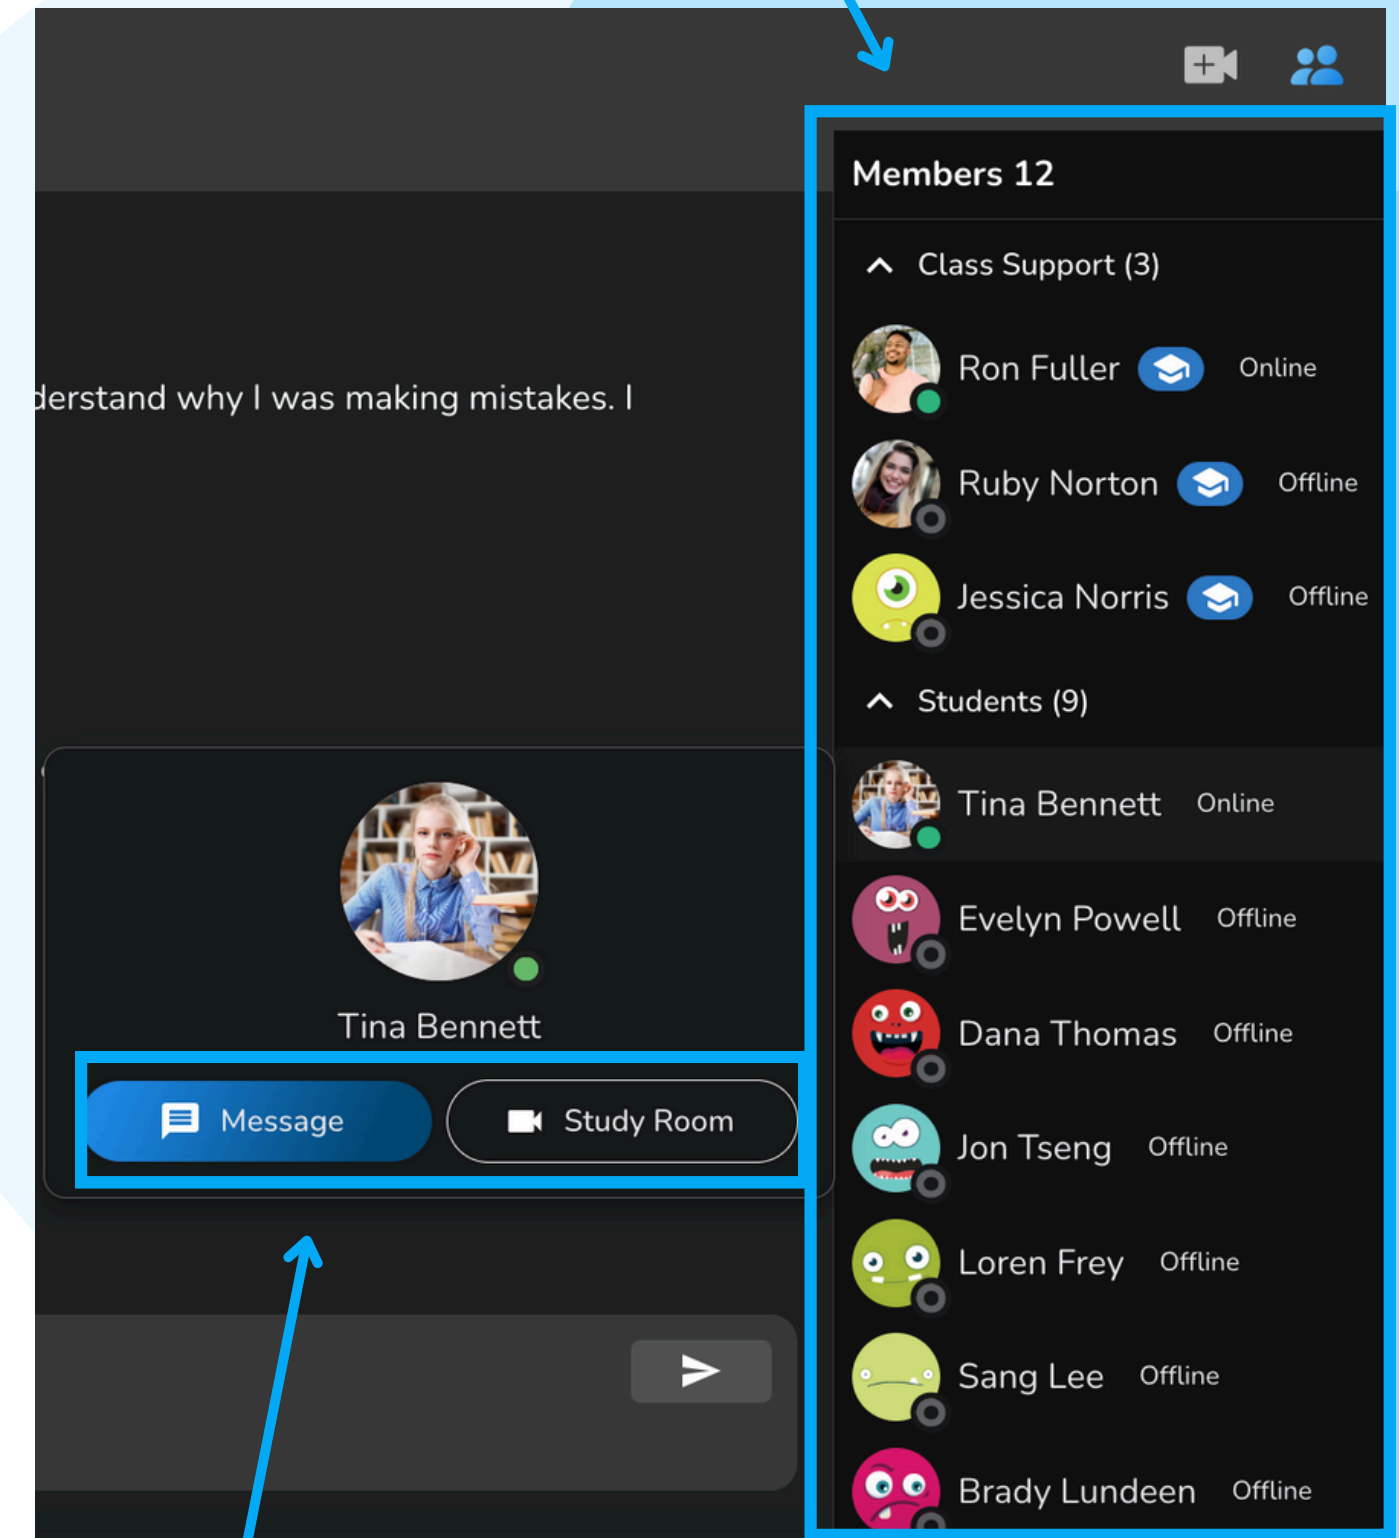 Members 12
Class Support (3)
Ron Fuller Online
Ruby Norton Offline
Jessica Norris Offline
Students (9)
Tina Bennett Online
Evelyn Powell Offline
Dana Thomas Offline
Jon Tseng Offline
Loren Frey Offline
Sang Lee Offline
Brady Lundeen Offline
why I was making mistakes. I
Tina Bennett
Message
Study Room